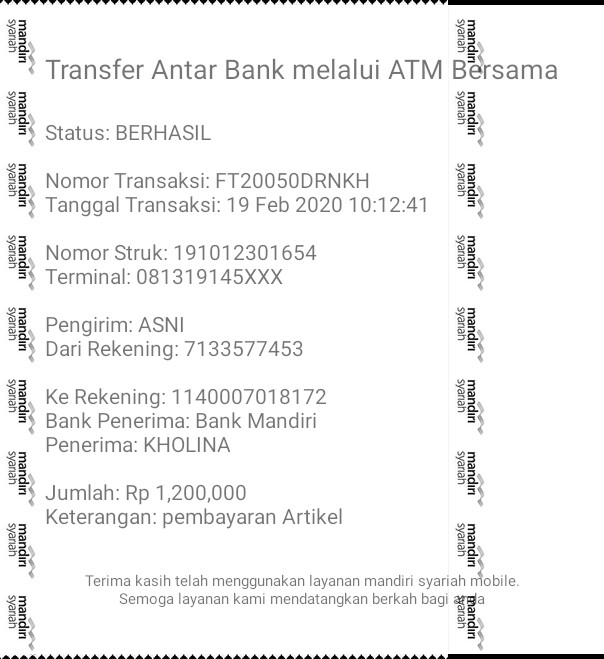 Transfer Antar Bank melalui ATM Bersama
Status: BERHASIL
Nomor Transaksi: FT20050DRNKH
Tanggal Transaksi: 19 Feb 2020 10:12:41
Nomor Struk: 191012301654
Terminal: 081319145XXX
Pengirim: ASNI
Dari Rekening: 7133577453
Ke Rekening: 1140007018172
Bank Penerima: Bank Mandiri
Penerima: KHOLINA
Jumlah: Rp 1,200,000
Keterangan: pembayaran Artikel
Terima kasih telah menggunakan layanan mandiri syariah mobile.
Semoga layanan kami mendatangkan berkah bagi anda
mandiri
syariah
mandiri
syariah
mandiri
syariah
mandiri
syariah
mandiri
syariah
mandiri
syariah
mandiri
syariah
mandiri
syariah
mandiri
syariah
mandiri
syariah
mandiri
syariah
mandiri
syariah
mandiri
syariah
mandiri
syariah
mandiri
syariah
mandiri
syariah
mandiri
syariah
mandiri
syariah